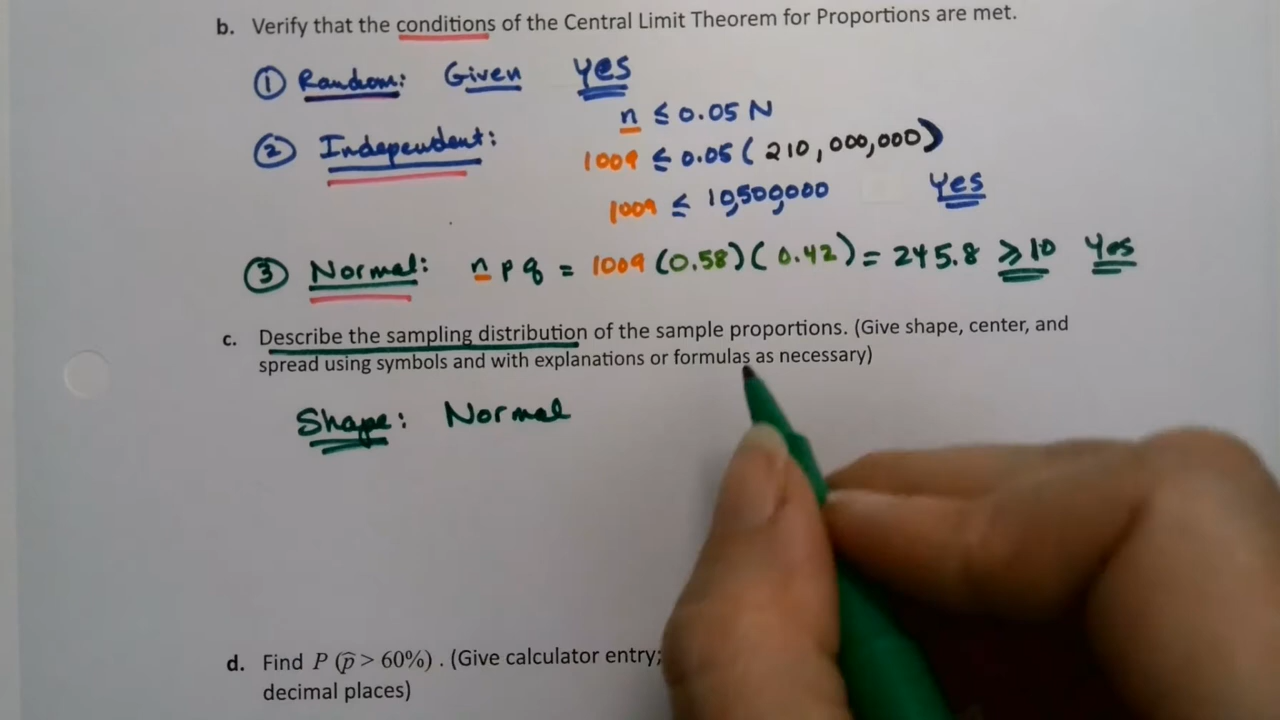 b. Verify that the conditions of the Central Limit Theorem for Proportions are met.
① Random: Given Yes
② Independent: n ≤ 0.05 N
1009 ≤ 0.05 ( 210,000,000)
1009 ≤ 10,500,000 Yes
③ Normal: n p q = 1009 (0.58)( 0.42) = 245.8 ≥ 10 Yes
c. Describe the sampling distribution of the sample proportions. (Give shape, center, and
spread using symbols and with explanations or formulas as necessary)
Shape: Normal
d. Find P (p̂ > 60%) . (Give calculator entry;
decimal places)